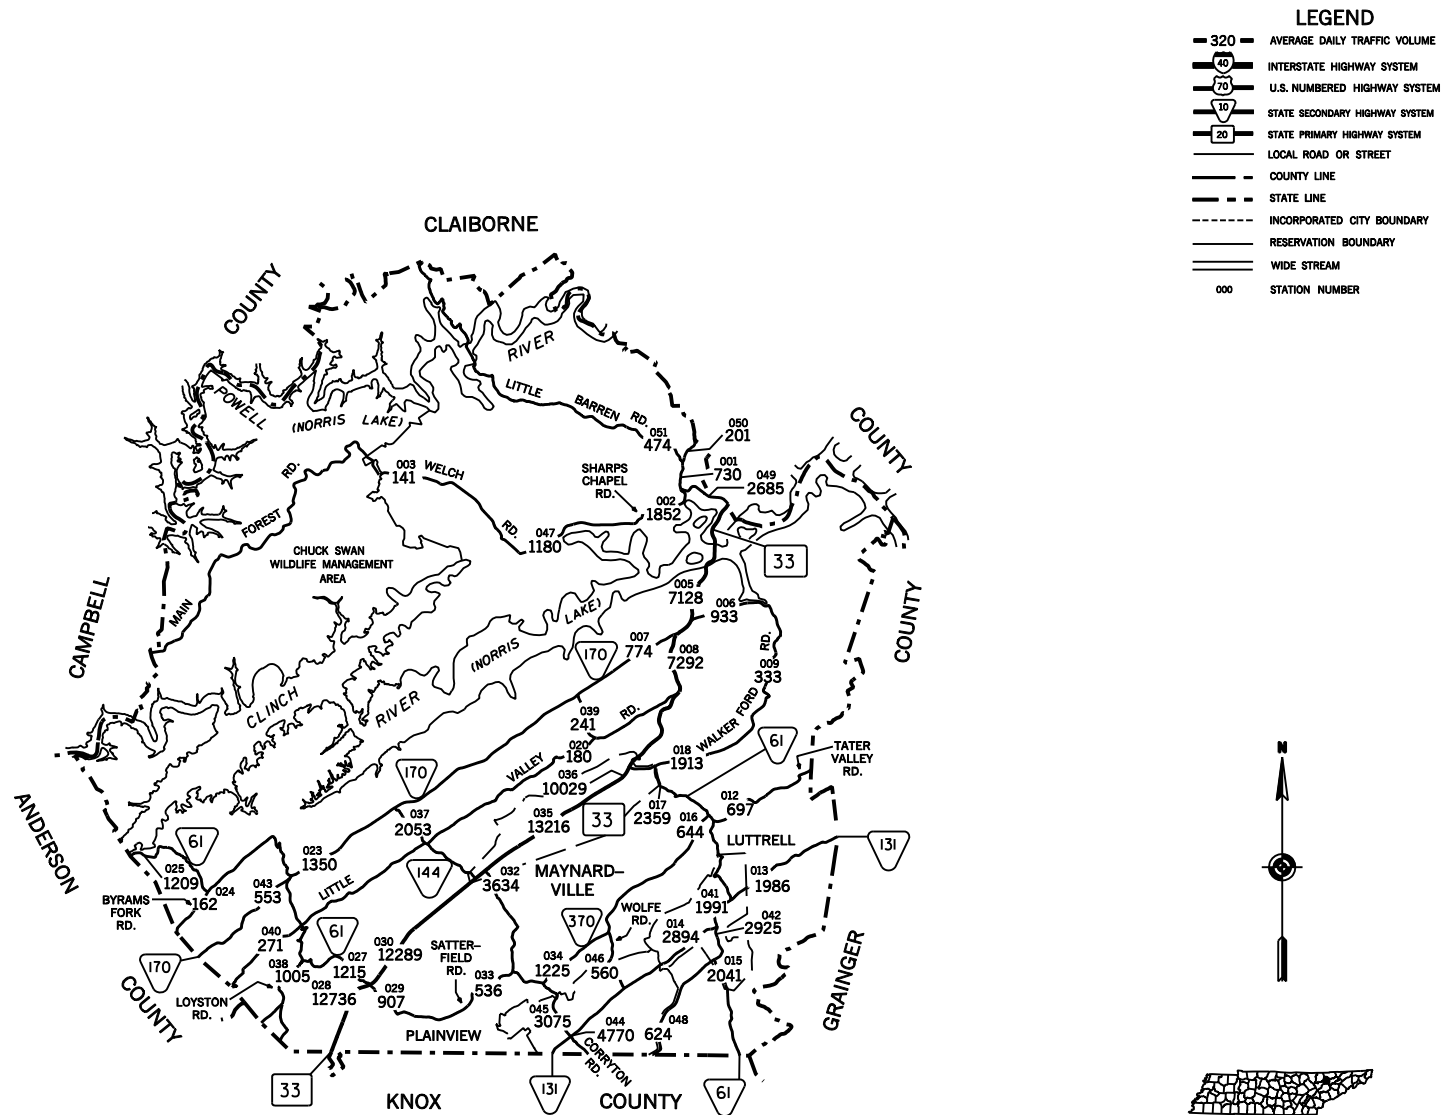 LEGEND
320 AVERAGE DAILY TRAFFIC VOLUME
40 INTERSTATE HIGHWAY SYSTEM
70 U.S. NUMBERED HIGHWAY SYSTEM
10 STATE SECONDARY HIGHWAY SYSTEM
20 STATE PRIMARY HIGHWAY SYSTEM
LOCAL ROAD OR STREET
COUNTY LINE
STATE LINE
INCORPORATED CITY BOUNDARY
RESERVATION BOUNDARY
WIDE STREAM
000 STATION NUMBER
CLAIBORNE
COUNTY
RIVER
POWELL
(NORRIS LAKE)
LITTLE BARREN RD.
051
474
050
201
COUNTY
001
730
049
2685
003
141
WELCH RD.
SHARPS
CHAPEL
RD.
002
1852
MAIN FOREST RD.
047
1180
CHUCK SWAN
WILDLIFE MANAGEMENT
AREA
33
005
7128
006
933
CAMPBELL
COUNTY
CLINCH RIVER
(NORRIS LAKE)
007
774
170
008
7292
009
333
WALKER FORD RD.
039
241
020
180
LITTLE VALLEY RD.
018
1913
61
TATER
VALLEY
RD.
036
10029
170
037
2053
035
13216
33
017
2359
016
644
012
697
LUTTRELL
131
ANDERSON
COUNTY
61
025
1209
024
162
BYRAMS
FORK
RD.
023
1350
043
553
144
032
3634
MAYNARD-
VILLE
013
1986
041
1991
042
2925
WOLFE
RD.
014
2894
370
040
271
61
030
12289
SATTER-
FIELD
RD.
034
1225
046
560
015
2041
170
038
1005
027
1215
028
12736
029
907
033
536
LOYSTON
RD.
045
3075
044
4770
048
624
PLAINVIEW
CORRYTON
RD.
GRAINGER
33
131
61
KNOX COUNTY
N